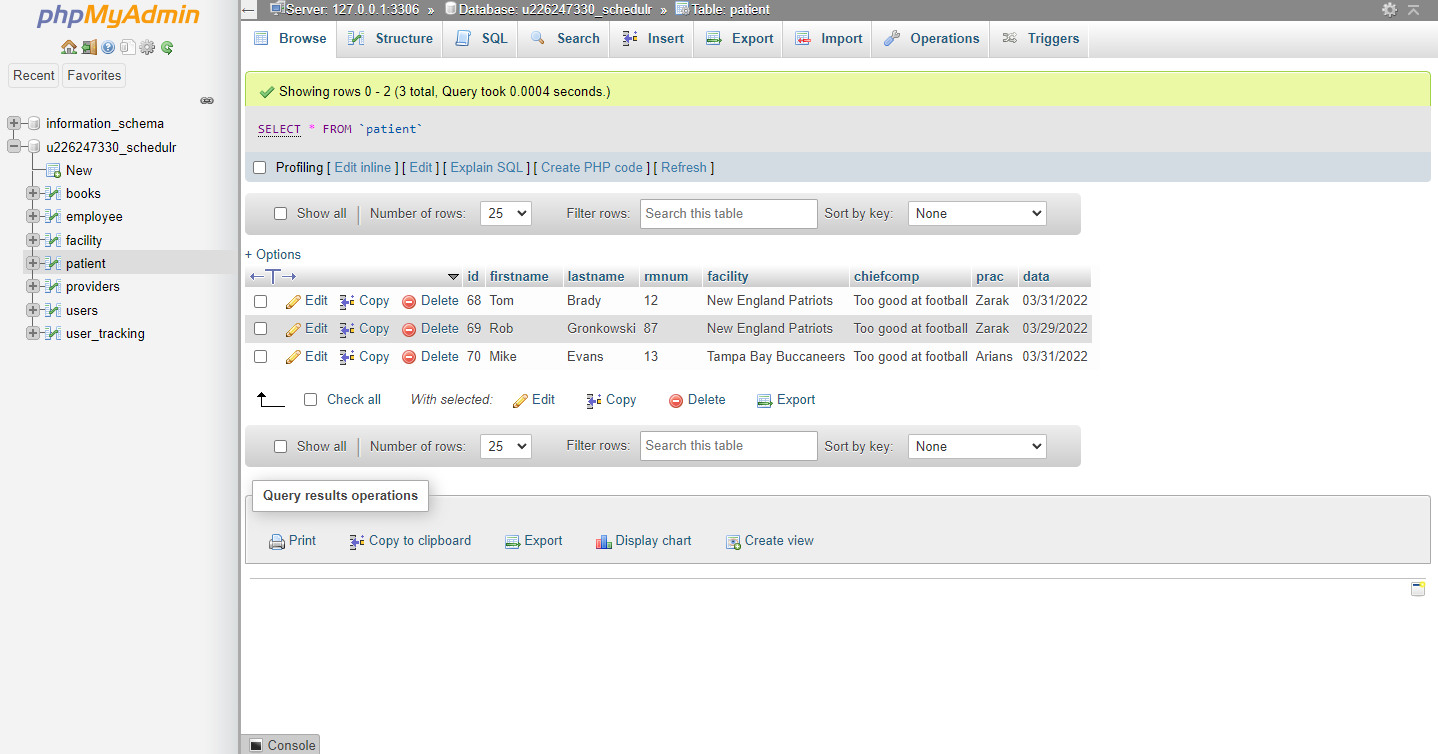 phpMyAdmin
Recent Favorites
information_schema
u226247330_schedulr
New
books
employee
facility
patient
providers
users
user_tracking
Server: 127.0.0.1:3306 » Database: u226247330_schedulr » Table: patient
Browse Structure SQL Search Insert Export Import Operations Triggers
Showing rows 0 - 2 (3 total, Query took 0.0004 seconds.)
SELECT * FROM `patient`
Profiling [ Edit inline ] [ Edit ] [ Explain SQL ] [ Create PHP code ] [ Refresh ]
Show all Number of rows: 25 Filter rows: Search this table Sort by key: None
+ Options
id firstname lastname rmnum facility chiefcomp prac data
Edit Copy Delete 68 Tom Brady 12 New England Patriots Too good at football Zarak 03/31/2022
Edit Copy Delete 69 Rob Gronkowski 87 New England Patriots Too good at football Zarak 03/29/2022
Edit Copy Delete 70 Mike Evans 13 Tampa Bay Buccaneers Too good at football Arians 03/31/2022
Check all With selected: Edit Copy Delete Export
Show all Number of rows: 25 Filter rows: Search this table Sort by key: None
Query results operations
Print Copy to clipboard Export Display chart Create view
Console